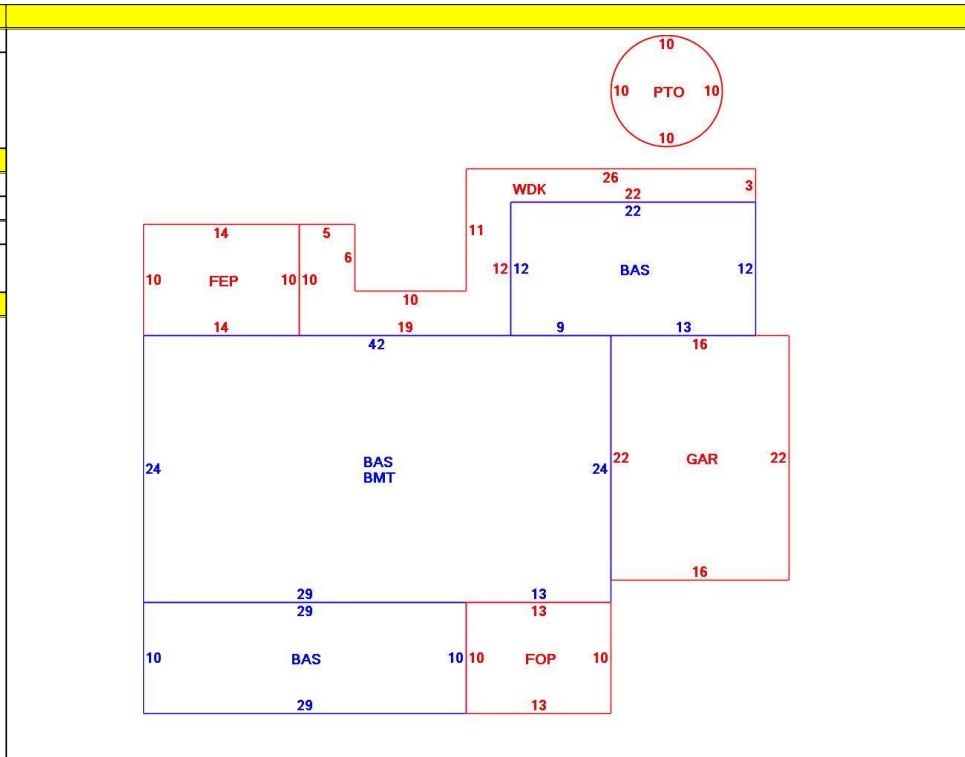 10
10 PTO 10
10
26
WDK 3
22
22
14 5
11
6
12 12 BAS 12
10 FEP 10 10
10
14 19 9 13
42 16
24 BAS 24 22 GAR 22
BMT
16
29 13
29 13
10 BAS 10 10 FOP 10
29 13